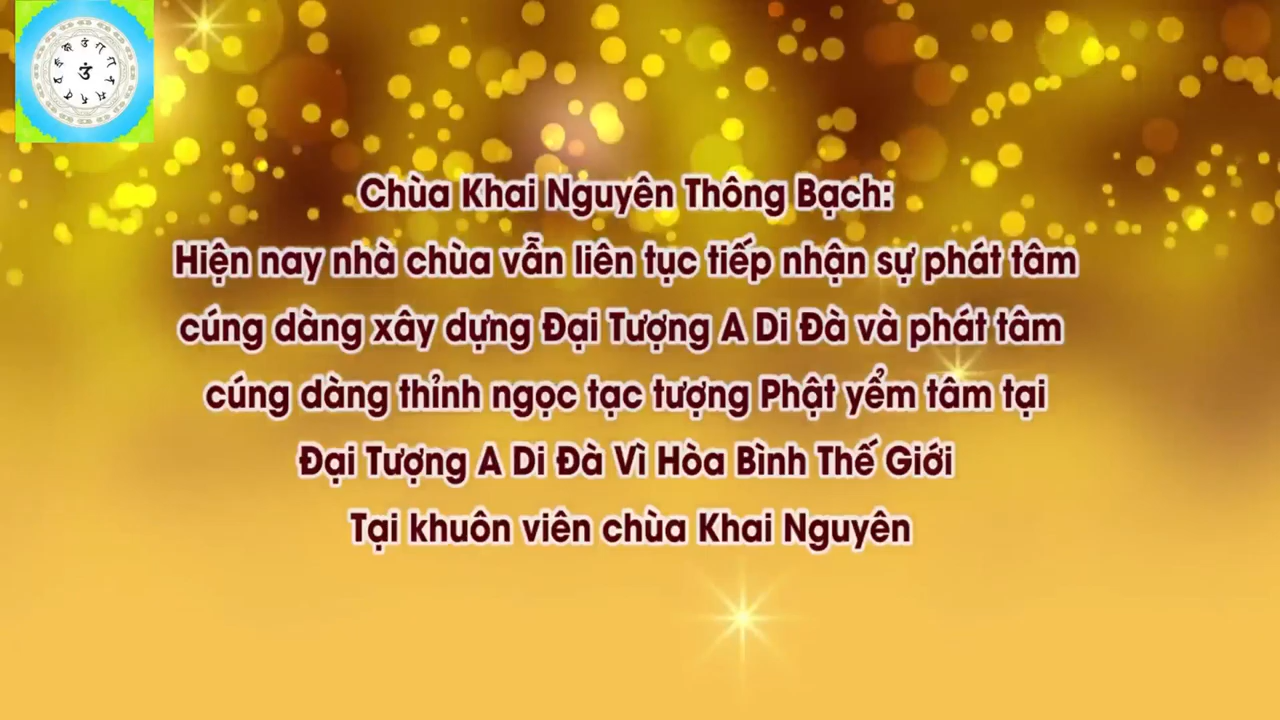 Chùa Khai Nguyên Thông Bạch:
Hiện nay nhà chùa vẫn liên tục tiếp nhận sự phát tâm
cúng dàng xây dựng Đại Tượng A Di Đà và phát tâm
cúng dàng thỉnh ngọc tạc tượng Phật yểm tâm tại
Đại Tượng A Di Đà Vì Hòa Bình Thế Giới
Tại khuôn viên chùa Khai Nguyên